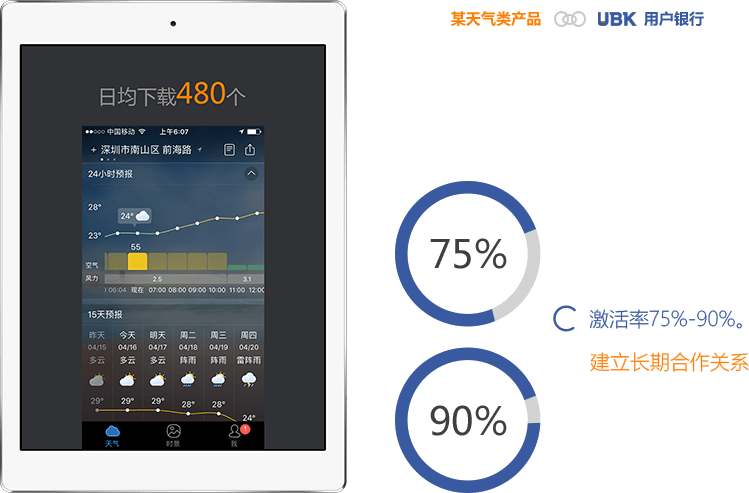 某天气类产品 UBK 用户银行
日均下载480个
中国移动 上午6:07
+ 深圳市南山区 前海路
24小时预报
28°
24°
23°
55
空气
风力 2.5 3.1
06:04 现在 07:00 08:00 09:00 10:00 11:00 12:00
15天预报
昨天 今天 明天 周二 周三 周四
04/15 04/16 04/17 04/18 04/19 04/20
多云 多云 多云 阵雨 阵雨 雷阵雨
29° 29° 29° 28° 28° 24°
天气 时景 我 1
75%
激活率75%-90%。
建立长期合作关系
90%